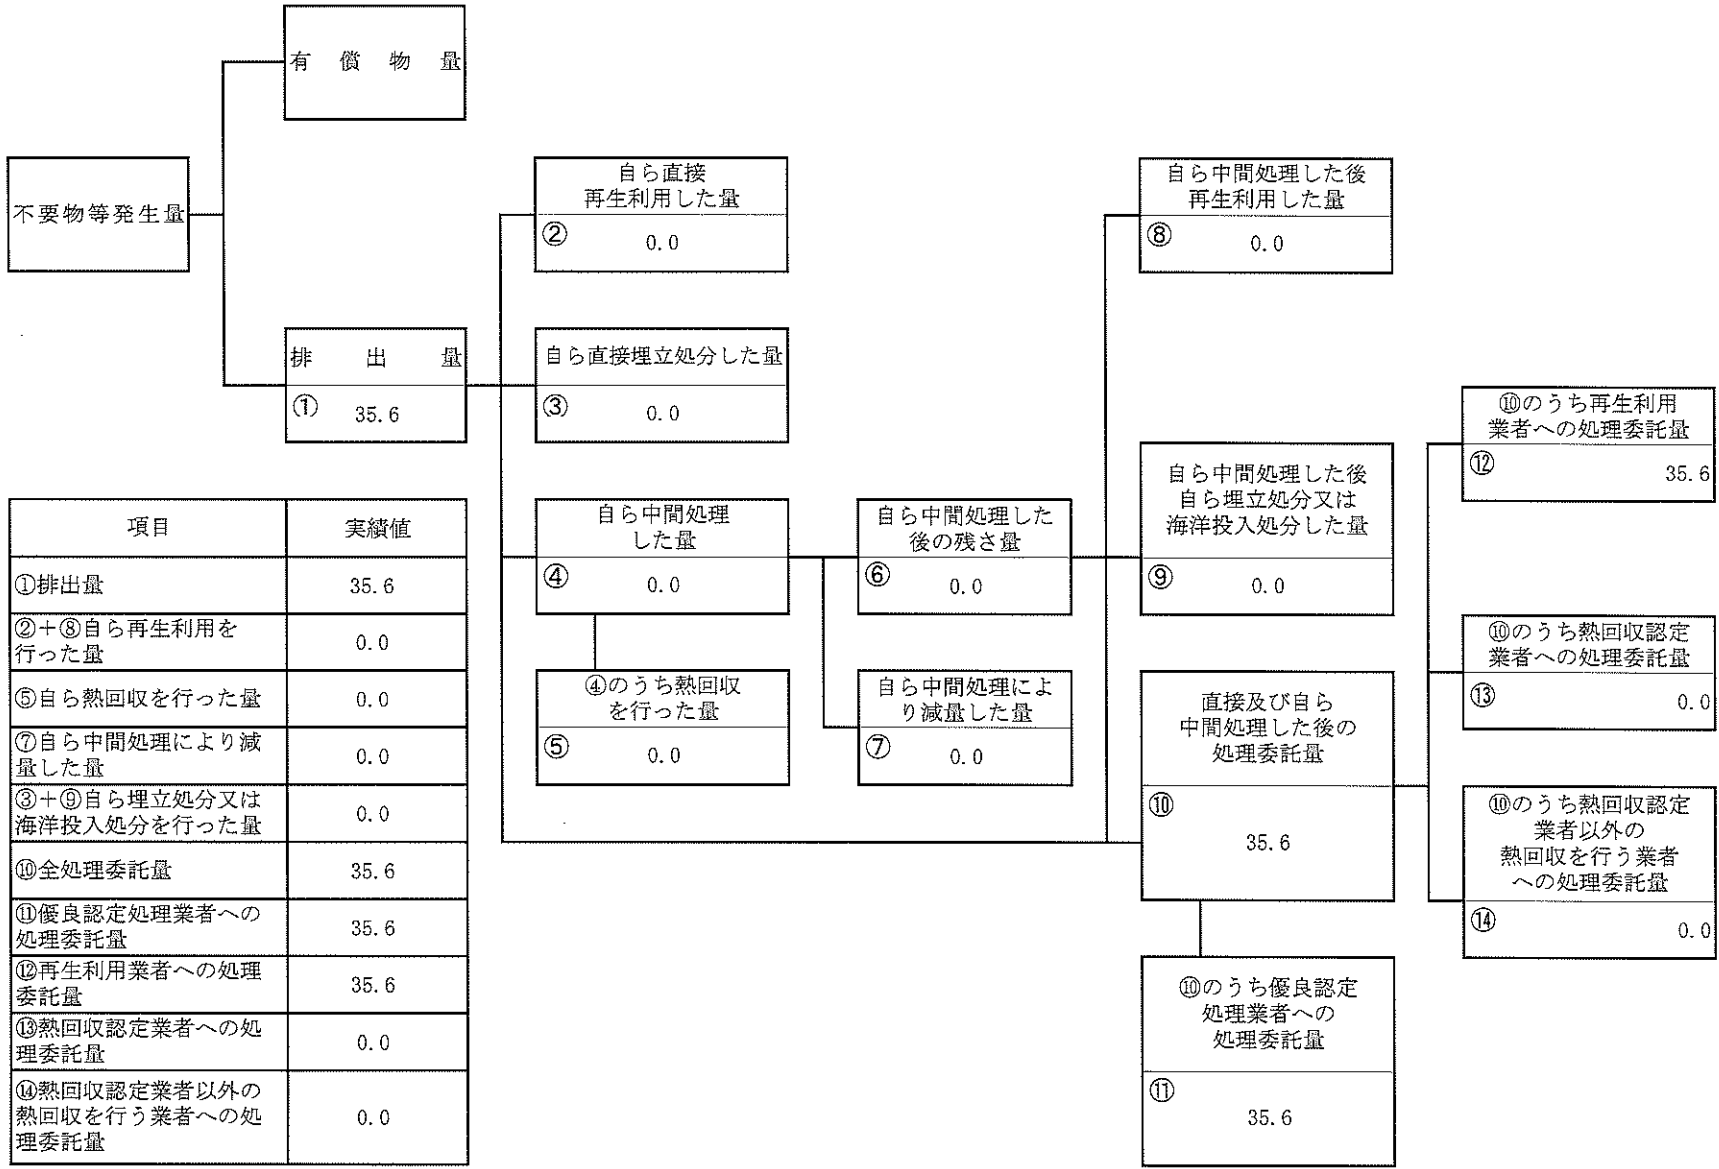 有償物量
不要物等発生量
自ら直接
再生利用した量
② 0.0
自ら中間処理した後
再生利用した量
⑧ 0.0
排出量
① 35.6
自ら直接埋立処分した量
③ 0.0
⑩のうち再生利用
業者への処理委託量
⑫ 35.6
自ら中間処理
した量
④ 0.0
自ら中間処理した
後の残さ量
⑥ 0.0
自ら中間処理した後
自ら埋立処分又は
海洋投入処分した量
⑨ 0.0
⑩のうち熱回収認定
業者への処理委託量
⑬ 0.0
④のうち熱回収
を行った量
⑤ 0.0
自ら中間処理によ
り減量した量
⑦ 0.0
直接及び自ら
中間処理した後の
処理委託量
⑩
35.6
⑩のうち熱回収認定
業者以外の
熱回収を行う業者
への処理委託量
⑭ 0.0
⑩のうち優良認定
処理業者への
処理委託量
⑪
35.6
項目 実績値
①排出量 35.6
②＋⑧自ら再生利用を
行った量 0.0
⑤自ら熱回収を行った量 0.0
⑦自ら中間処理により減
量した量 0.0
③＋⑨自ら埋立処分又は
海洋投入処分を行った量 0.0
⑩全処理委託量 35.6
⑪優良認定処理業者への
処理委託量 35.6
⑫再生利用業者への処理
委託量 35.6
⑬熱回収認定業者への処
理委託量 0.0
⑭熱回収認定業者以外の
熱回収を行う業者への処
理委託量 0.0